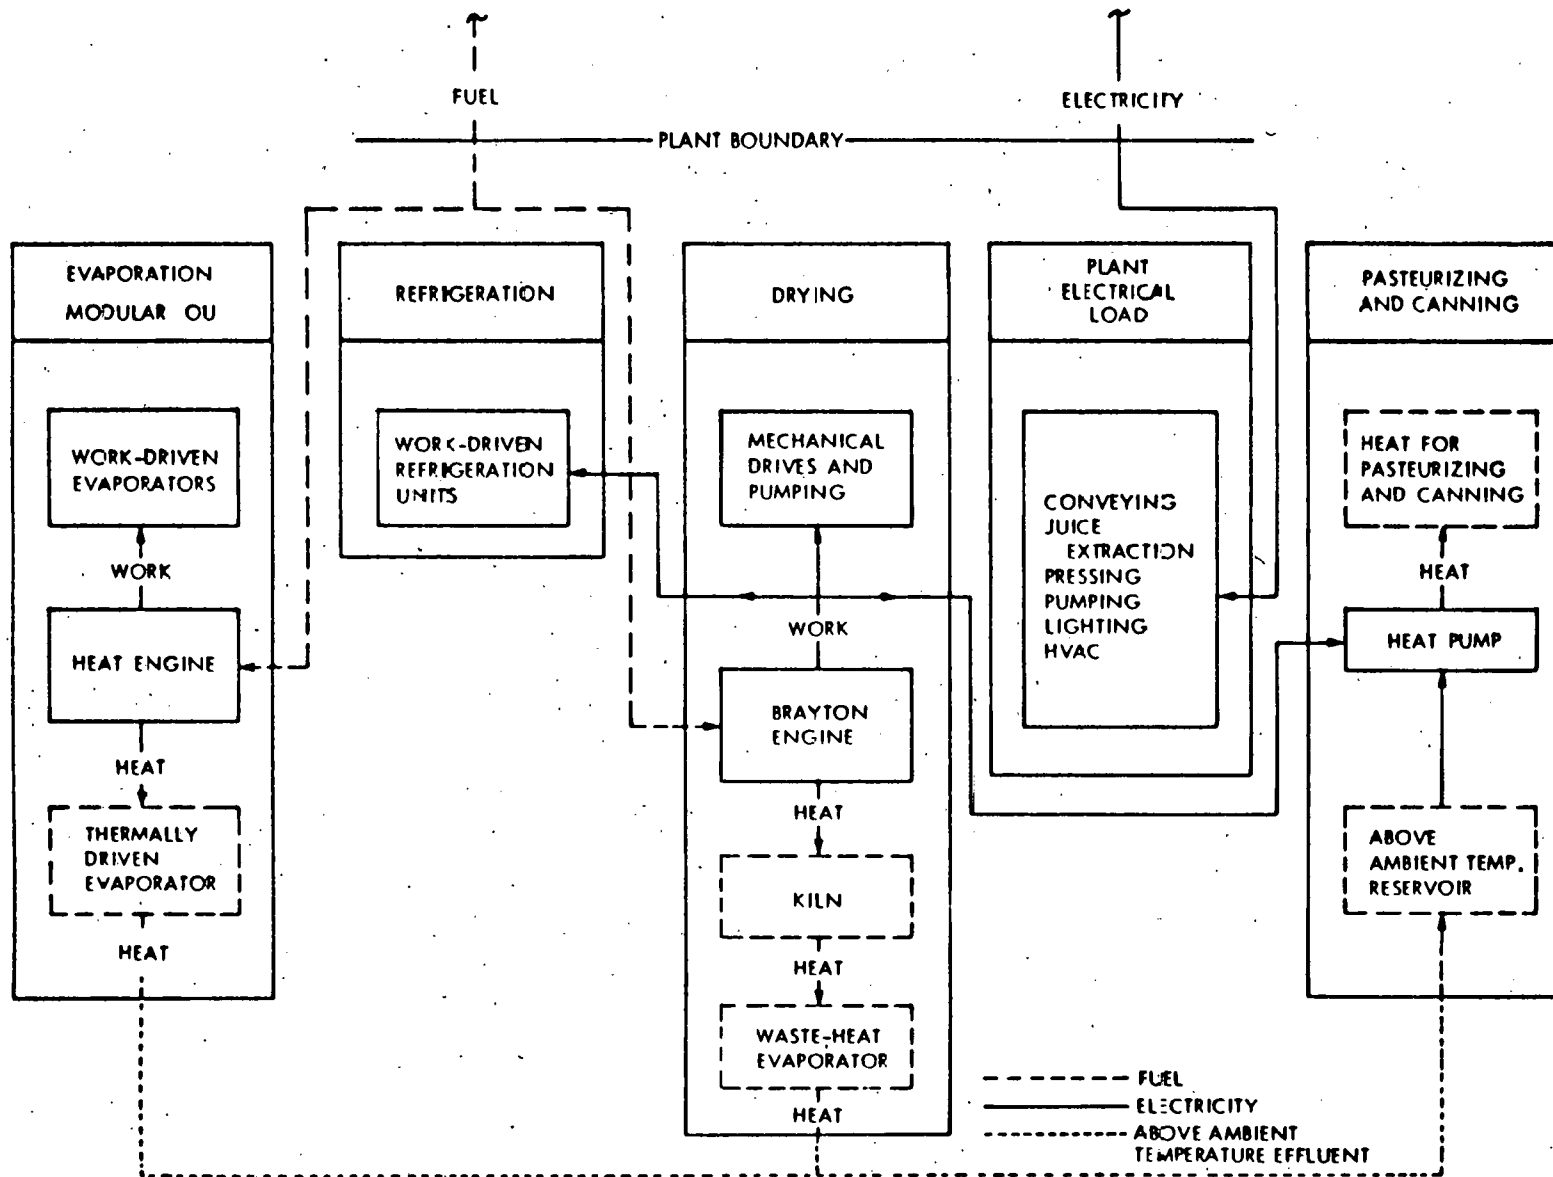 FUEL
ELECTRICITY
PLANT BOUNDARY
EVAPORATION
MODULAR OU
REFRIGERATION
DRYING
PLANT
ELECTRICAL
LOAD
PASTEURIZING
AND CANNING
WORK-DRIVEN
EVAPORATORS
WORK
HEAT ENGINE
HEAT
THERMALLY
DRIVEN
EVAPORATOR
HEAT
WORK-DRIVEN
REFRIGERATION
UNITS
MECHANICAL
DRIVES AND
PUMPING
WORK
BRAYTON
ENGINE
HEAT
KILN
HEAT
WASTE-HEAT
EVAPORATOR
HEAT
CONVEYING
JUICE
EXTRACTION
PRESSING
PUMPING
LIGHTING
HVAC
HEAT FOR
PASTEURIZING
AND CANNING
HEAT
HEAT PUMP
ABOVE
AMBIENT TEMP.
RESERVOIR
FUEL
ELECTRICITY
ABOVE AMBIENT
TEMPERATURE EFFLUENT